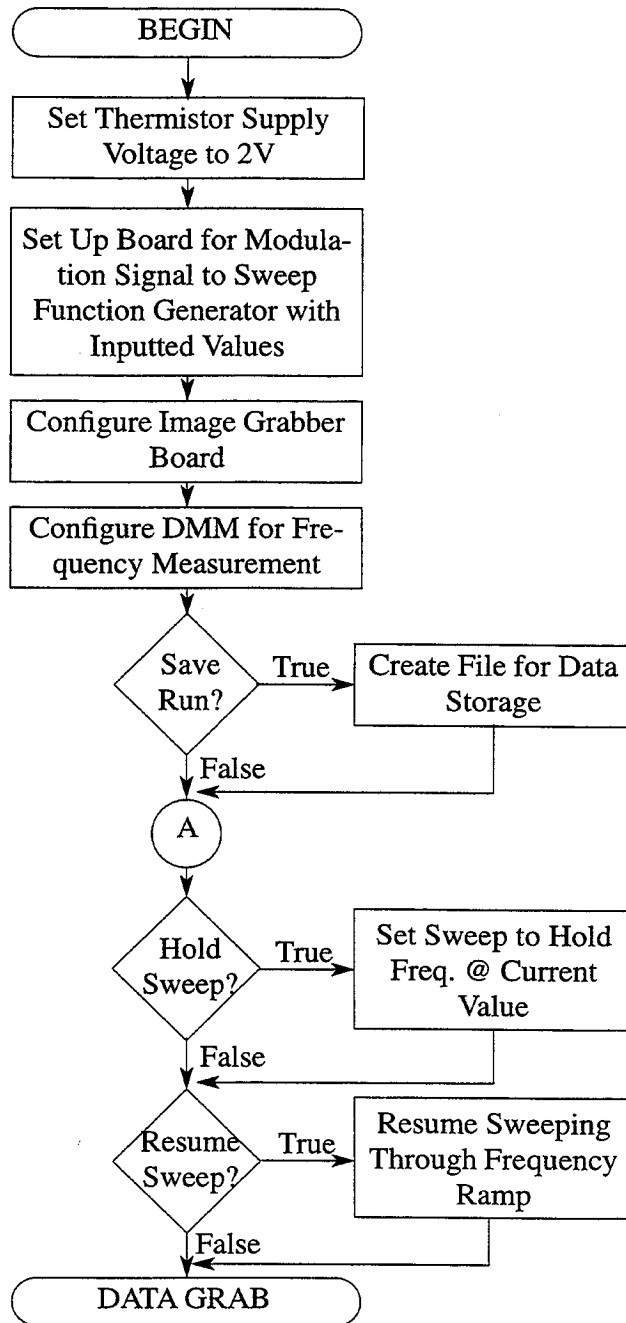 BEGIN
Set Thermistor Supply
Voltage to 2V
Set Up Board for Modula-
tion Signal to Sweep
Function Generator with
Inputted Values
Configure Image Grabber
Board
Configure DMM for Fre-
quency Measurement
Save
Run?
True
Create File for Data
Storage
False
A
Hold
Sweep?
True
Set Sweep to Hold
Freq. @ Current
Value
False
Resume
Sweep?
True
Resume Sweeping
Through Frequency
Ramp
False
DATA GRAB